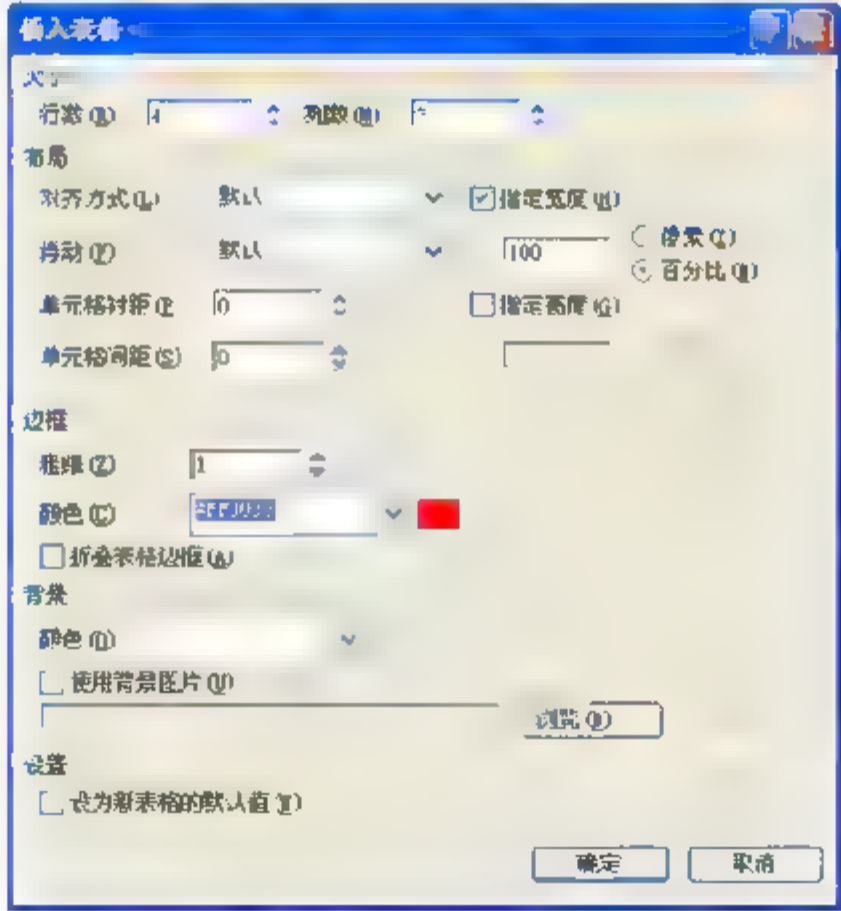 插入表格
大小
行数(R) 4 列数(M)
布局
对齐方式(L) 默认 指定宽度(W)
浮动(F) 默认 100 像素(X)
百分比(N)
单元格衬距(P 0 指定高度(G)
单元格间距(S) 0
边框
粗细(Z) 1
颜色(C)
折叠表格边框(A)
背景
颜色(D)
使用背景图片(U)
浏览(B)
设置
设为新表格的默认值(T)
确定 取消